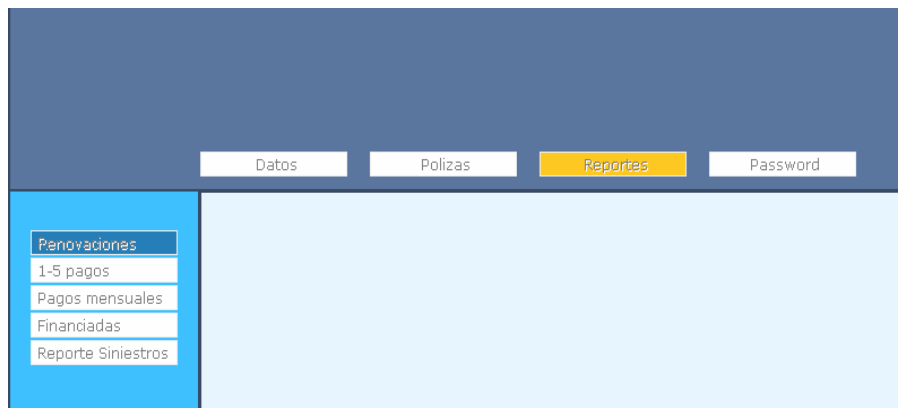 Datos Polizas Reportes Password
Renovaciones
1-5 pagos
Pagos mensuales
Financiadas
Reporte Siniestros